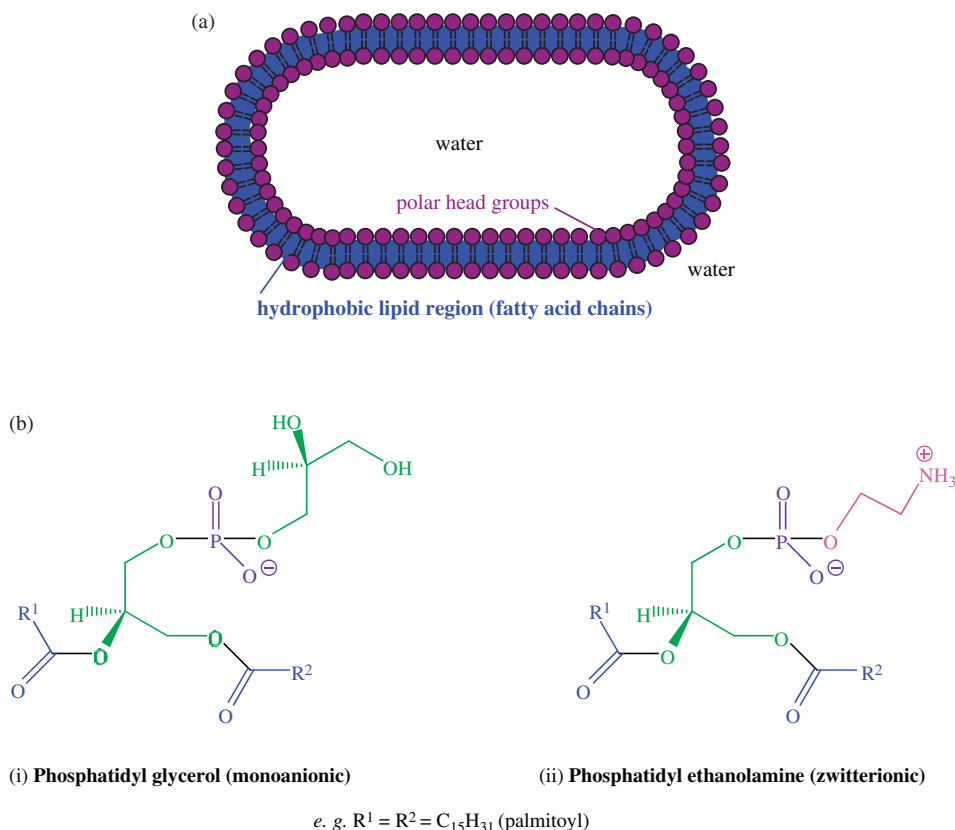 (a)
water
polar head groups
water
hydrophobic lipid region (fatty acid chains)
(b)
HO
H
OH
O
O
P
O
O⊖
R¹
H
O
O
O
R²
O
⊕
NH₃
O
O
P
O
O⊖
R¹
H
O
O
O
R²
O
(i) Phosphatidyl glycerol (monoanionic)
(ii) Phosphatidyl ethanolamine (zwitterionic)
e. g. R¹ = R² = C₁₅H₃₁ (palmitoyl)